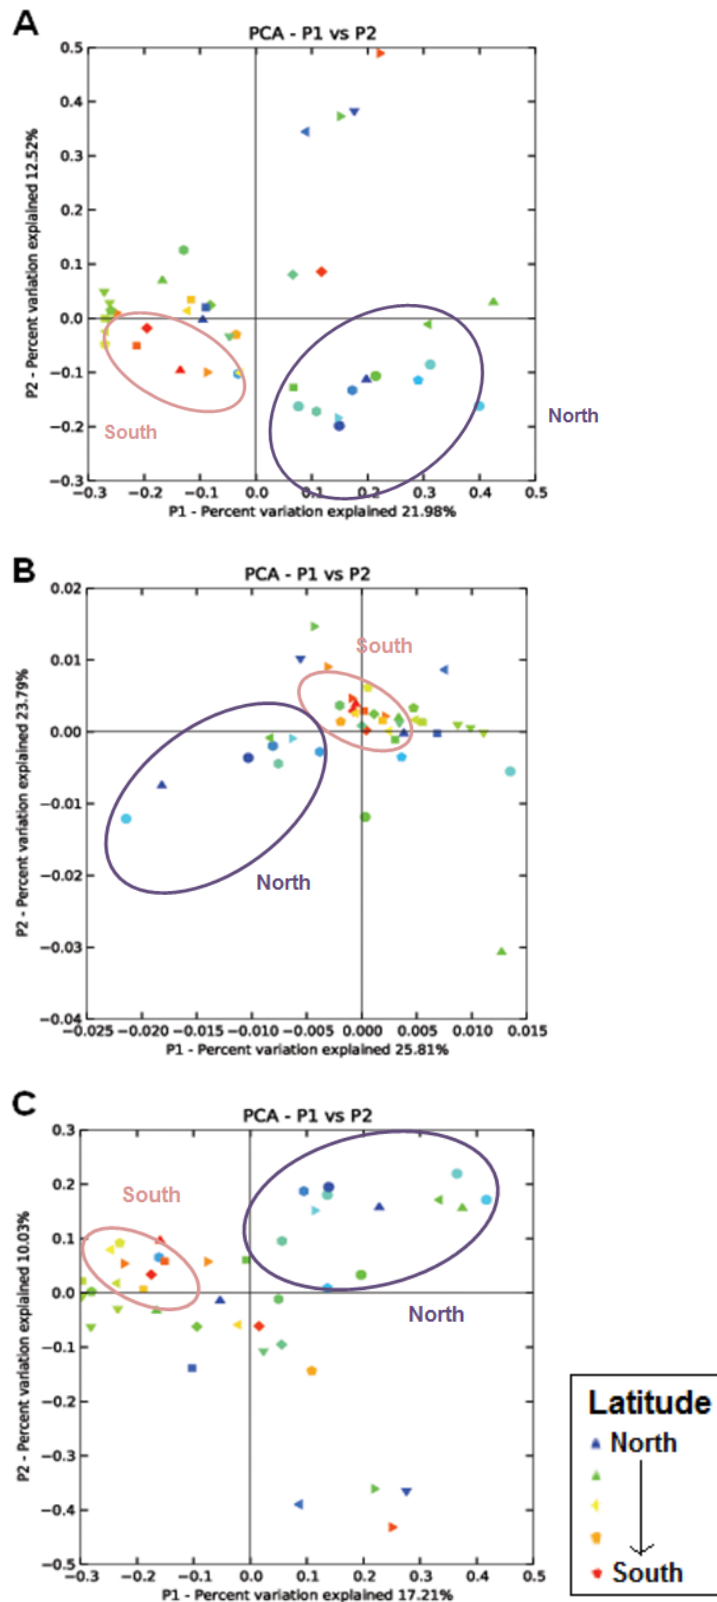 A
PCA - P1 vs P2
P2 - Percent variation explained 12.52%
0.5
0.4
0.3
0.2
0.1
0.0
−0.1
−0.2
−0.3
South
North
−0.3 −0.2 −0.1 0.0 0.1 0.2 0.3 0.4 0.5
P1 - Percent variation explained 21.98%
B
PCA - P1 vs P2
P2 - Percent variation explained 23.79%
0.02
0.01
0.00
−0.01
−0.02
−0.03
−0.04
South
North
−0.025 −0.020 −0.015 −0.010 −0.005 0.000 0.005 0.010 0.015
P1 - Percent variation explained 25.81%
C
PCA - P1 vs P2
P2 - Percent variation explained 10.03%
0.3
0.2
0.1
0.0
−0.1
−0.2
−0.3
−0.4
−0.5
South
North
−0.3 −0.2 −0.1 0.0 0.1 0.2 0.3 0.4 0.5
P1 - Percent variation explained 17.21%
Latitude
North
South